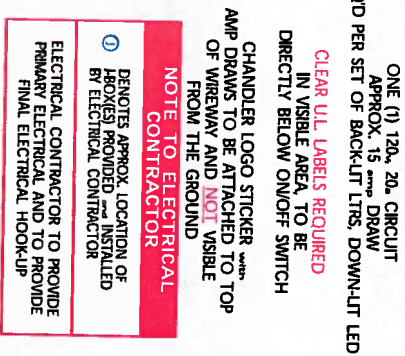 ONE (1) 120v, 20a CIRCUIT
APPROX. 15 amp DRAW
'D PER SET OF BACK-LIT LTRS, DOWN-LIT LED
CLEAR U.L. LABELS REQUIRED
IN VISIBLE AREA, TO BE
DIRECTLY BELOW ON/OFF SWITCH
CHANDLER LOGO STICKER with
AMP DRAWS TO BE ATTACHED TO TOP
OF WIREWAY AND NOT VISIBLE
FROM THE GROUND
NOTE TO ELECTRICAL
CONTRACTOR
DENOTES APPROX. LOCATION OF
J-BOX(ES) PROVIDED and INSTALLED
BY ELECTRICAL CONTRACTOR
ELECTRICAL CONTRACTOR TO PROVIDE
PRIMARY ELECTRICAL AND TO PROVIDE
FINAL ELECTRICAL HOOK-UP